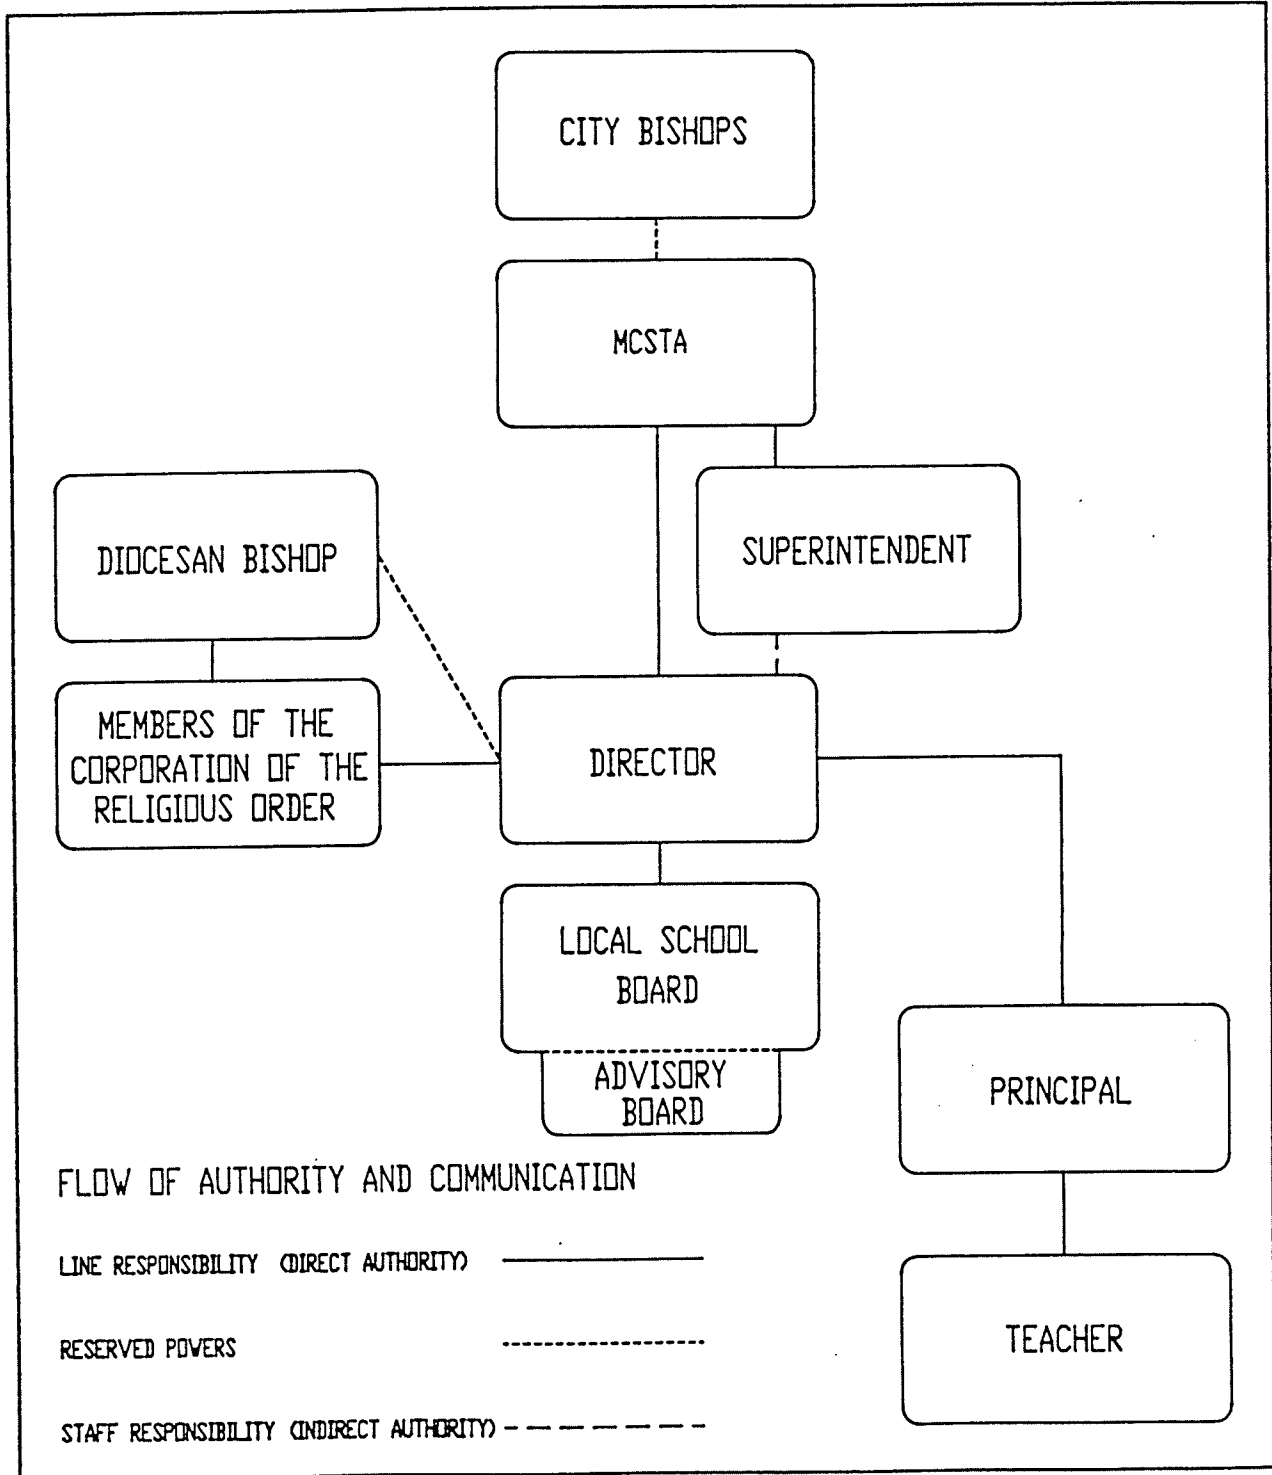 CITY BISHOPS
MCSTA
DIOCESAN BISHOP
SUPERINTENDENT
MEMBERS OF THE
CORPORATION OF THE
RELIGIOUS ORDER
DIRECTOR
LOCAL SCHOOL
BOARD
ADVISORY
BOARD
PRINCIPAL
TEACHER
FLOW OF AUTHORITY AND COMMUNICATION
LINE RESPONSIBILITY (DIRECT AUTHORITY)
RESERVED POWERS
STAFF RESPONSIBILITY (INDIRECT AUTHORITY)